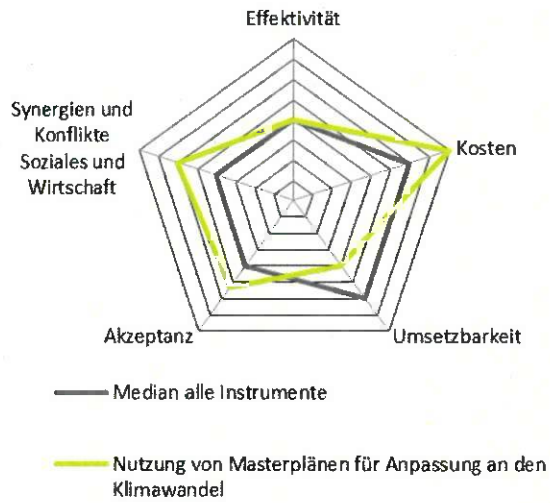 Effektivität
Synergien und
Konflikte
Soziales und
Wirtschaft
Kosten
Akzeptanz
Umsetzbarkeit
Median alle Instrumente
Nutzung von Masterplänen für Anpassung an den
Klimawandel